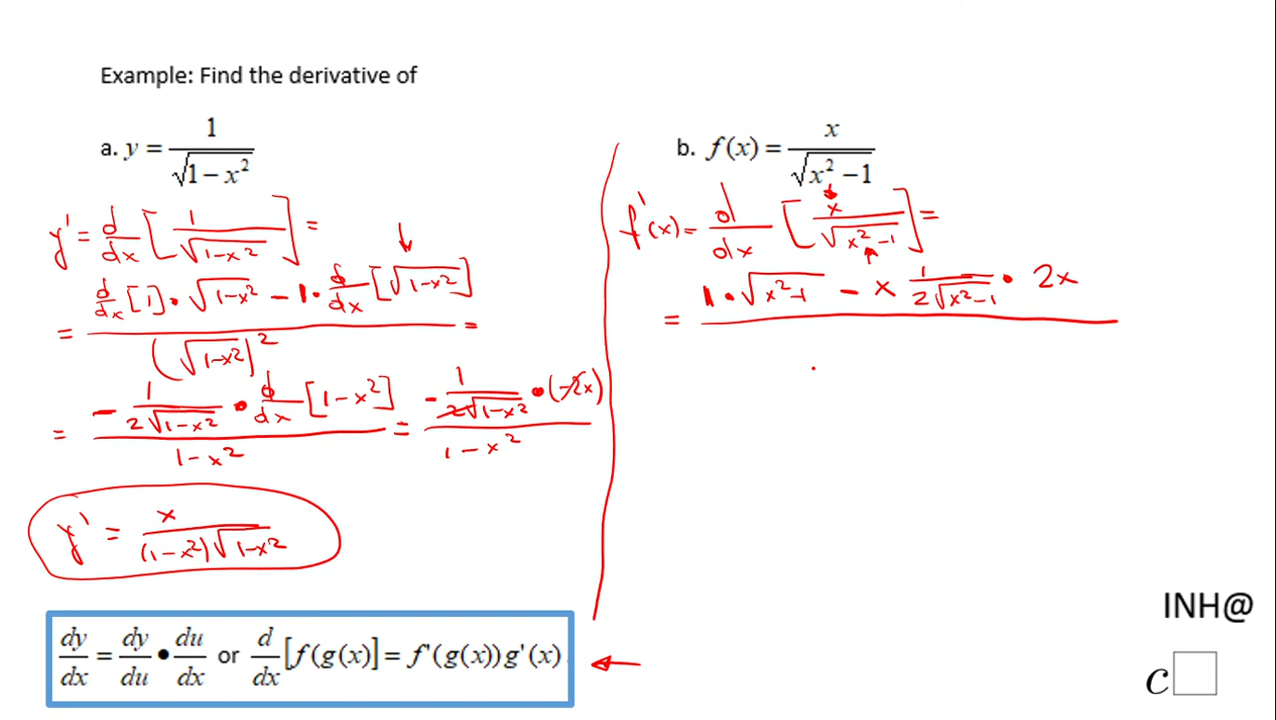 Example: Find the derivative of
a. y = 1/√(1 − x²)
y' = d/dx [1/√(1−x²)] =
= (d/dx [1] • √(1−x²) − 1 • d/dx [√(1−x²)]) / (√(1−x²))² =
= (− 1/(2√(1−x²)) • d/dx [1−x²]) / (1−x²) = (− 1/(2√(1−x²)) • (−2x)) / (1−x²)
y' = x/((1−x²)√(1−x²))
b. f(x) = x/√(x² − 1)
f'(x) = d/dx [x/√(x²−1)] =
= 1 • √(x²−1) − x 1/(2√(x²−1)) • 2x
dy/dx = dy/du • du/dx or d/dx [f(g(x)] = f'(g(x))g'(x)
INH@
c